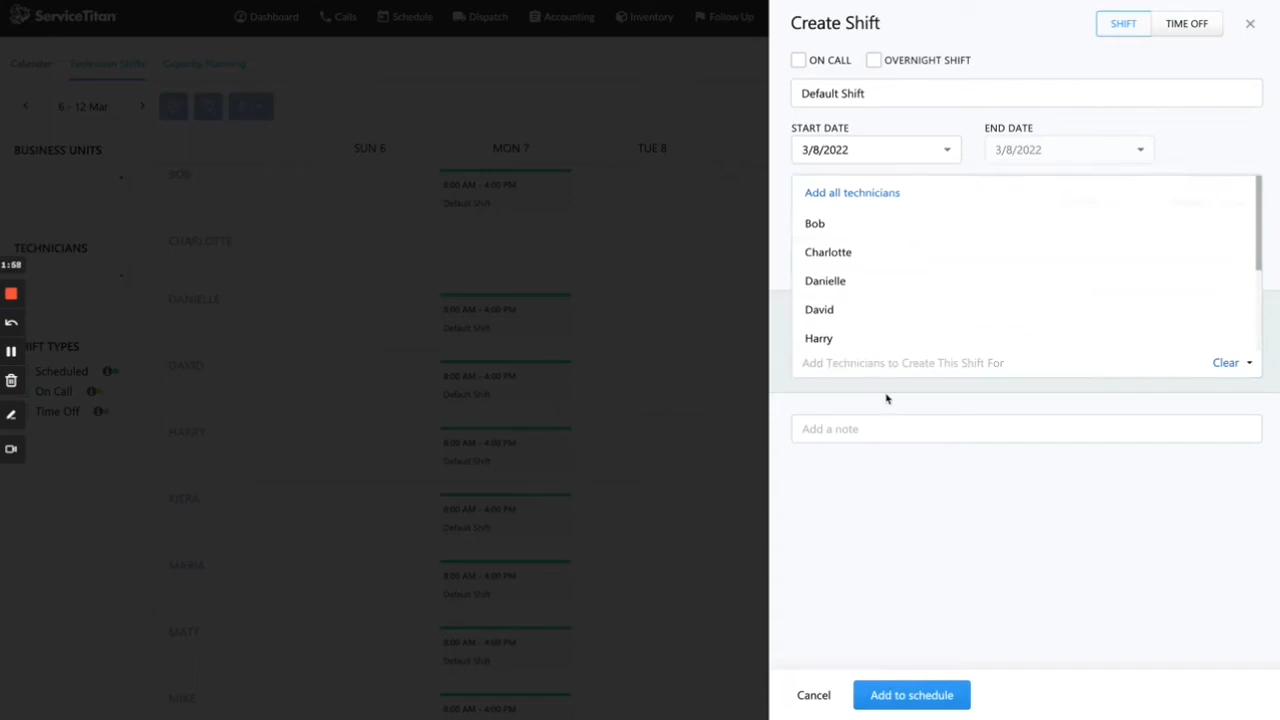 ServiceTitan
Dashboard Calls Schedule Dispatch Accounting Inventory Follow Up
Calendar Technician Shifts Capacity Planning
6 - 12 Mar
BUSINESS UNITS
TECHNICIANS
1:58
SHIFT TYPES
Scheduled
On Call
Time Off
SUN 6 MON 7 TUE 8
BOB
8:00 AM - 4:00 PM
Default Shift
CHARLOTTE
DANIELLE
8:00 AM - 4:00 PM
Default Shift
DAVID
8:00 AM - 4:00 PM
Default Shift
HARRY
8:00 AM - 4:00 PM
Default Shift
KIERA
8:00 AM - 4:00 PM
Default Shift
MARIA
8:00 AM - 4:00 PM
Default Shift
MATY
8:00 AM - 4:00 PM
Default Shift
MIKE
8:00 AM - 4:00 PM
Create Shift
SHIFT TIME OFF
ON CALL OVERNIGHT SHIFT
Default Shift
START DATE END DATE
3/8/2022 3/8/2022
Add all technicians
Bob
Charlotte
Danielle
David
Harry
Add Technicians to Create This Shift For Clear
Add a note
Cancel Add to schedule